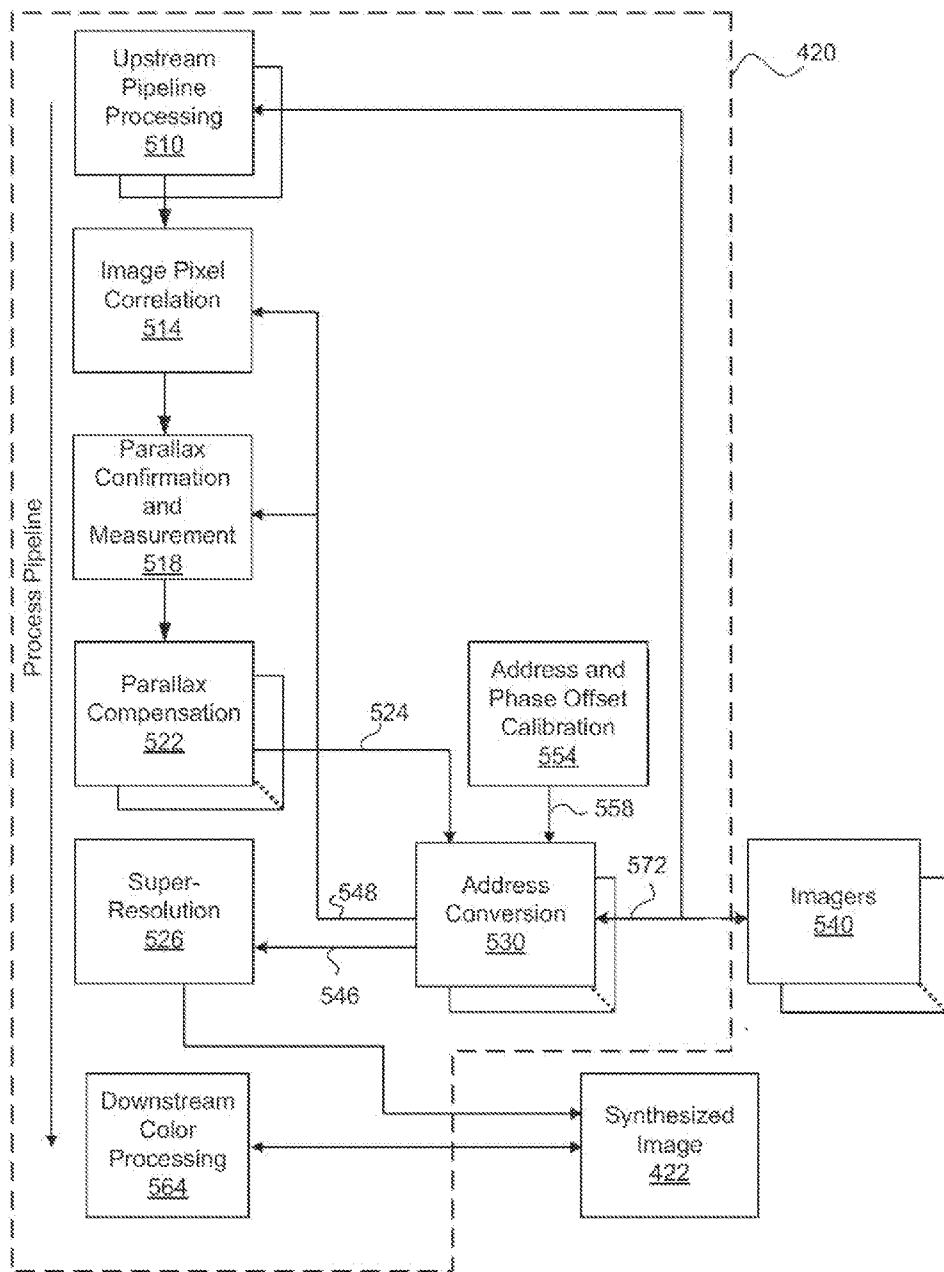 Upstream
Pipeline
Processing
510
420
Image Pixel
Correlation
514
Parallax
Confirmation
and
Measurement
518
Process Pipeline
Parallax
Compensation
522
524
Address and
Phase Offset
Calibration
554
558
Super-
Resolution
526
548
546
Address
Conversion
530
572
Imagers
540
Downstream
Color
Processing
564
Synthesized
Image
422